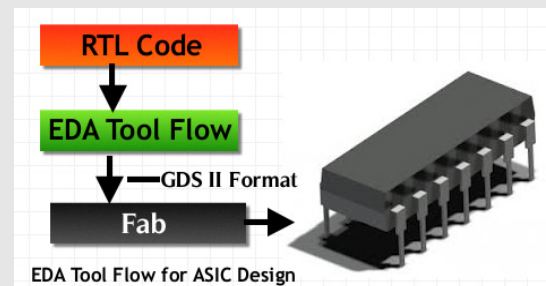 RTL Code
EDA Tool Flow
GDS II Format
Fab
EDA Tool Flow for ASIC Design